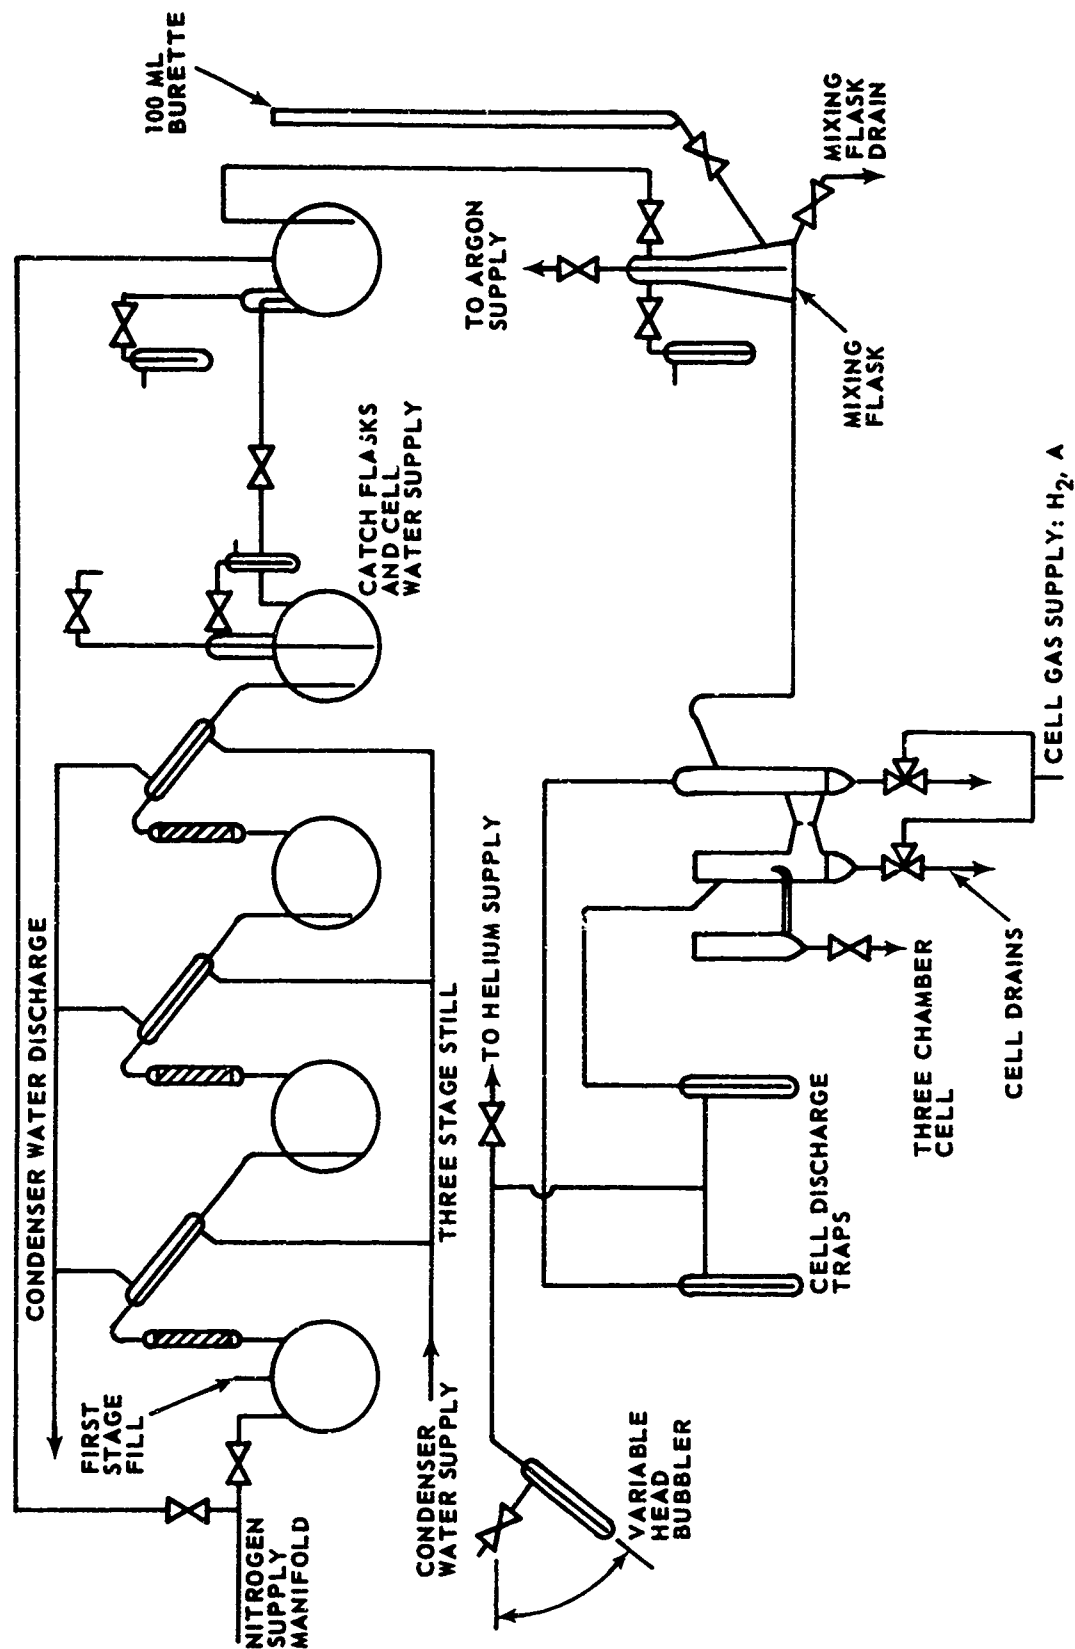 CONDENSER WATER DISCHARGE
FIRST
STAGE
FILL
NITROGEN
SUPPLY
MANIFOLD
CONDENSER
WATER SUPPLY
THREE STAGE STILL
CATCH FLASKS
AND CELL
WATER SUPPLY
100 ML
BURETTE
TO ARGON
SUPPLY
MIXING
FLASK
DRAIN
MIXING
FLASK
TO HELIUM SUPPLY
VARIABLE
HEAD
BUBBLER
CELL DISCHARGE
TRAPS
THREE CHAMBER
CELL
CELL DRAINS
CELL GAS SUPPLY: H₂, A